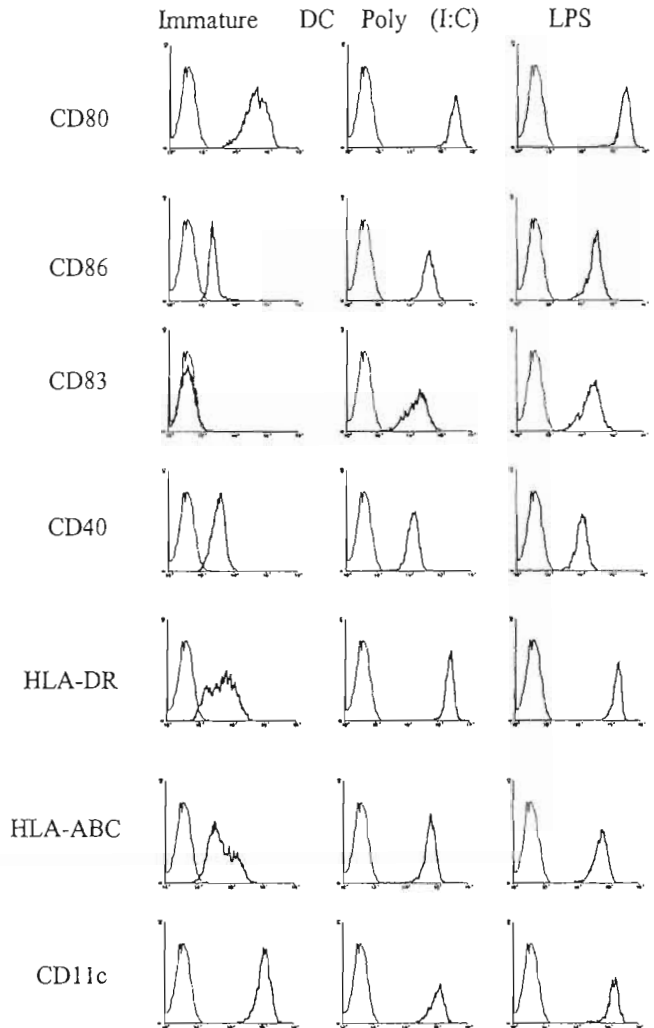 Immature DC Poly (I:C) LPS
CD80
CD86
CD83
CD40
HLA-DR
HLA-ABC
CD11c